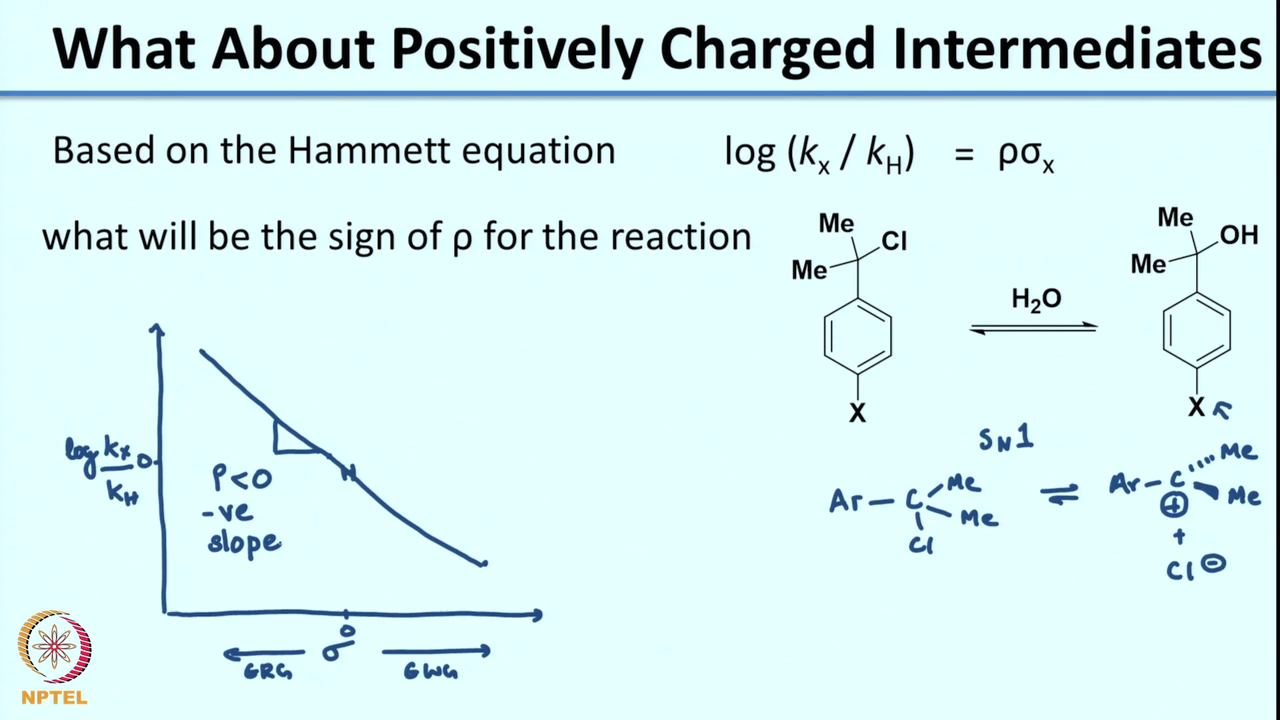 What About Positively Charged Intermediates
Based on the Hammett equation log (kx / kH) = ρσx
what will be the sign of ρ for the reaction
Me
Cl
Me
X
H2O
Me
OH
Me
X
SN1
Ar – C Me
Me
Cl
⇌
Ar – C Me
Me
⊕
+
Cl ⊖
log kx / kH
0
ρ<0
-ve
slope
0
σ
ERG
EWG
NPTEL